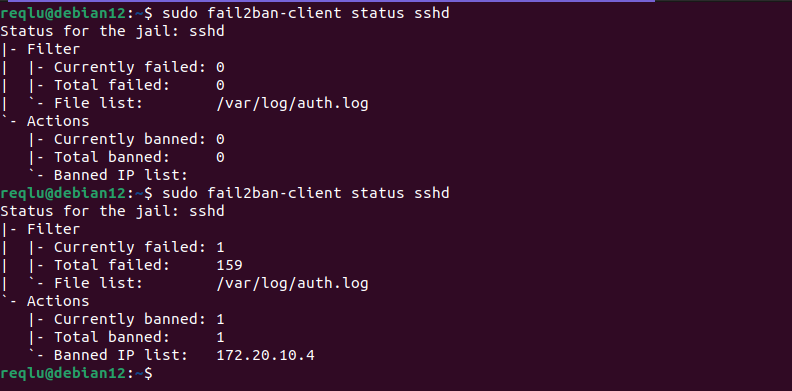 reqlu@debian12:~$ sudo fail2ban-client status sshd
Status for the jail: sshd
|- Filter
|  |- Currently failed: 0
|  |- Total failed:     0
|  `- File list:        /var/log/auth.log
`- Actions
   |- Currently banned: 0
   |- Total banned:     0
   `- Banned IP list:
reqlu@debian12:~$ sudo fail2ban-client status sshd
Status for the jail: sshd
|- Filter
|  |- Currently failed: 1
|  |- Total failed:     159
|  `- File list:        /var/log/auth.log
`- Actions
   |- Currently banned: 1
   |- Total banned:     1
   `- Banned IP list:   172.20.10.4
reqlu@debian12:~$